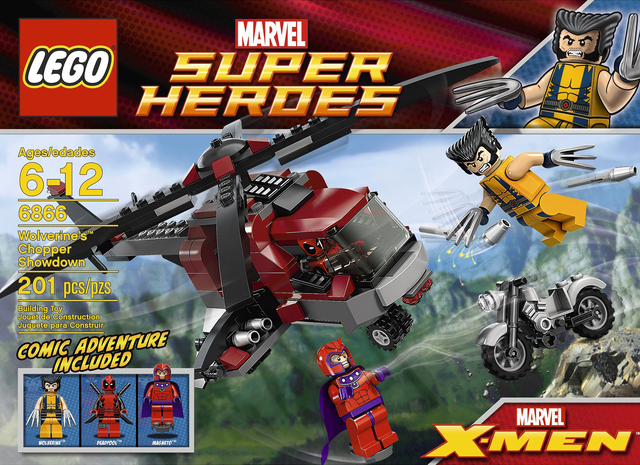 LEGO
MARVEL
SUPER
HEROES
Ages/edades
6-12
6866
Wolverine's™
Chopper
Showdown
201 pcs/pzs
Building Toy
Jouet de Construction
Juguete para Construir
COMIC ADVENTURE
INCLUDED
WOLVERINE™ DEADPOOL™ MAGNETO™
MARVEL
X-MEN